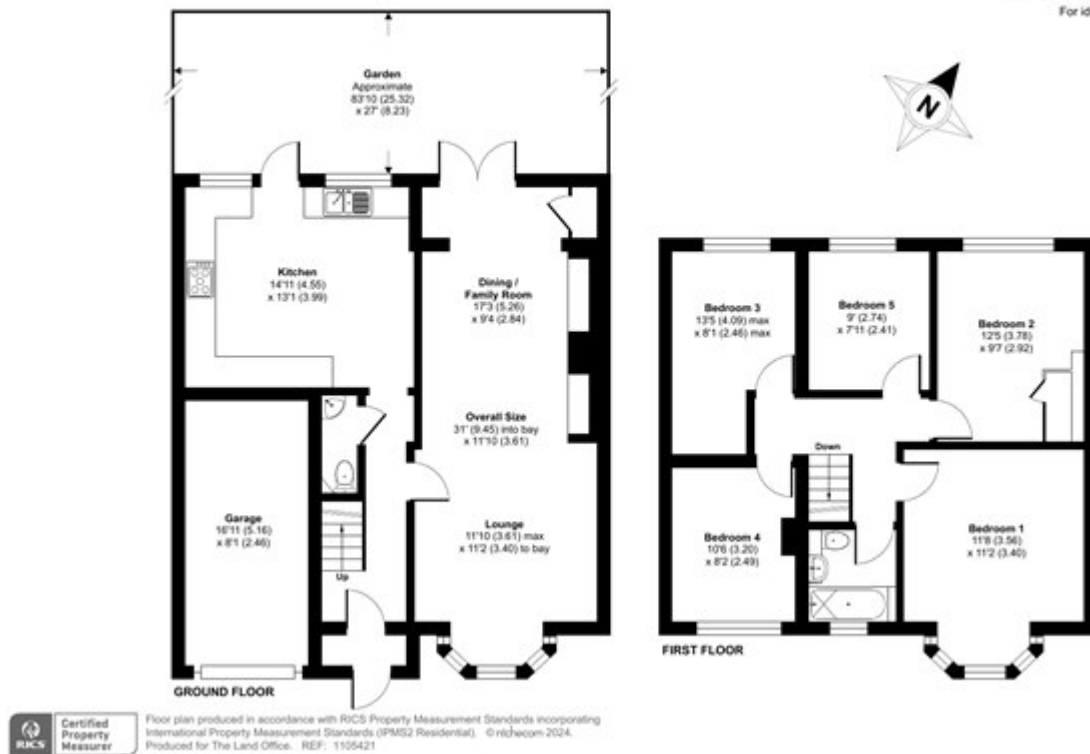 For id
Garden
Approximate
83'10 (25.32)
x 27' (8.23)
N
Kitchen
14'11 (4.55)
x 13'1 (3.99)
Dining /
Family Room
17'3 (5.26)
x 9'4 (2.84)
Overall Size
31' (9.45) into bay
x 11'10 (3.61)
Garage
16'11 (5.16)
x 8'1 (2.46)
Up
Lounge
11'10 (3.61) max
x 11'2 (3.40) to bay
GROUND FLOOR
Bedroom 3
13'5 (4.09) max
x 8'1 (2.46) max
Bedroom 5
9' (2.74)
x 7'11 (2.41)
Bedroom 2
12'5 (3.78)
x 9'7 (2.92)
Down
Bedroom 4
10'6 (3.20)
x 8'2 (2.49)
Bedroom 1
11'8 (3.56)
x 11'2 (3.40)
FIRST FLOOR
RICS
Certified
Property
Measurer
Floor plan produced in accordance with RICS Property Measurement Standards incorporating
International Property Measurement Standards (IPMS2 Residential). © nichecom 2024.
Produced for The Land Office. REF: 1105421